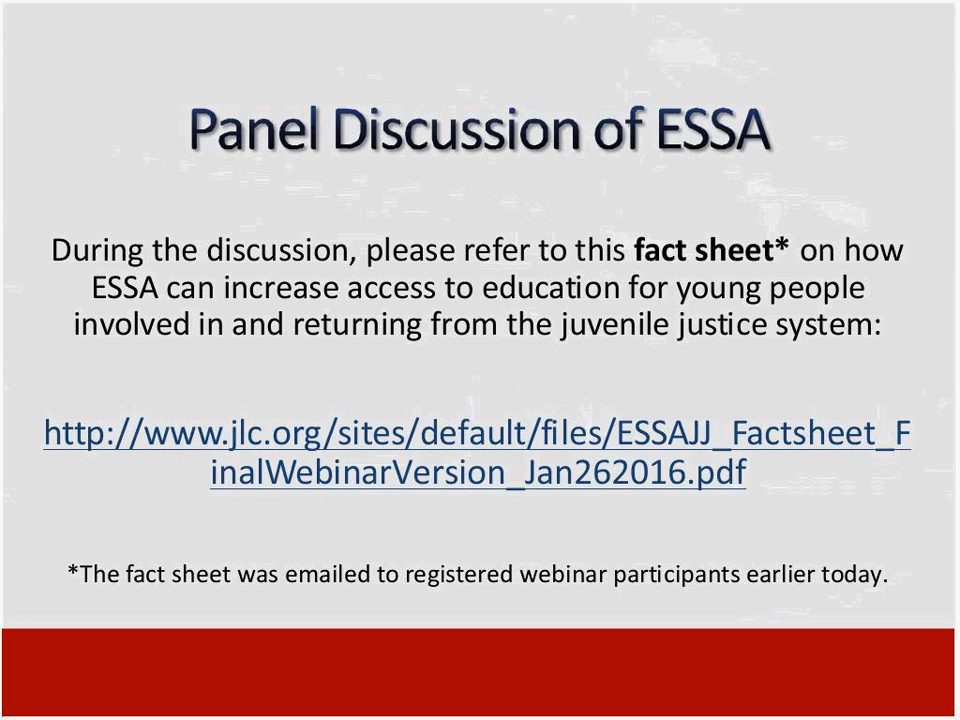 Panel Discussion of ESSA
During the discussion, please refer to this fact sheet* on how
ESSA can increase access to education for young people
involved in and returning from the juvenile justice system:
http://www.jlc.org/sites/default/files/ESSAJJ_Factsheet_F
inalWebinarVersion_Jan262016.pdf
*The fact sheet was emailed to registered webinar participants earlier today.